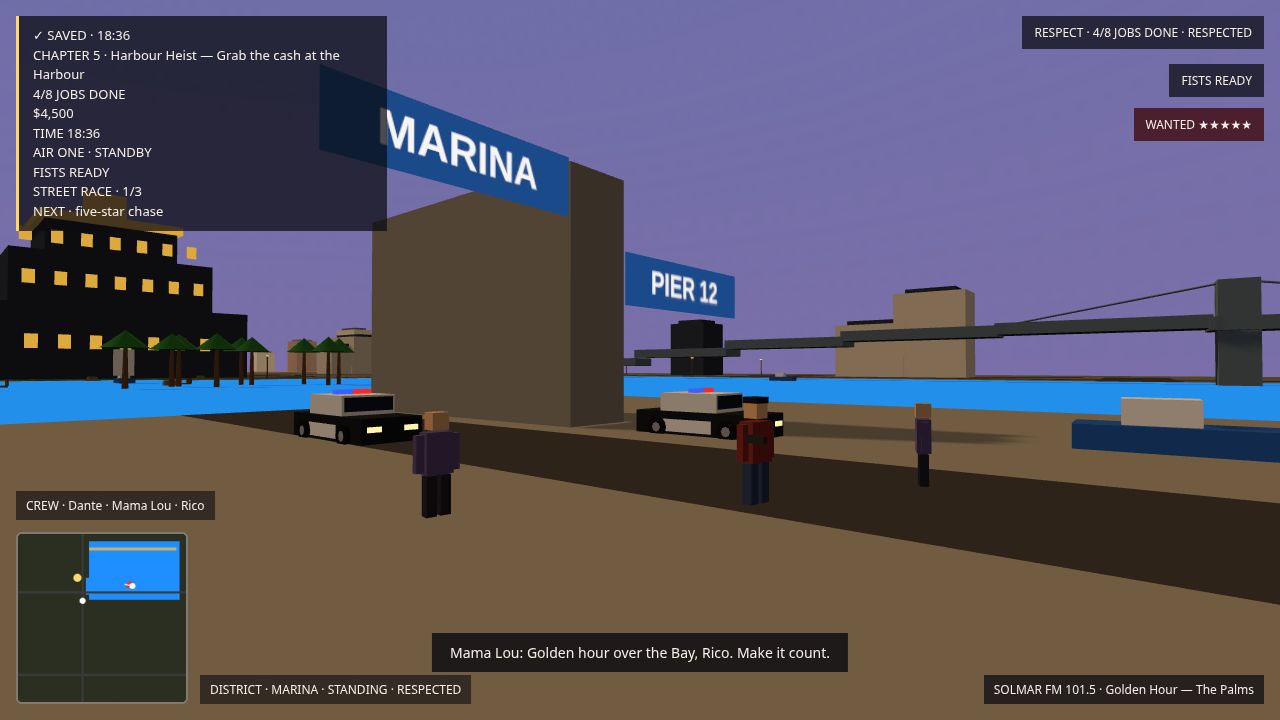 ✓ SAVED · 18:36
CHAPTER 5 · Harbour Heist — Grab the cash at the
Harbour
4/8 JOBS DONE
$4,500
TIME 18:36
AIR ONE · STANDBY
FISTS READY
STREET RACE · 1/3
NEXT · five-star chase
RESPECT · 4/8 JOBS DONE · RESPECTED
FISTS READY
WANTED ★★★★★
MARINA
PIER 12
CREW · Dante · Mama Lou · Rico
Mama Lou: Golden hour over the Bay, Rico. Make it count.
DISTRICT · MARINA · STANDING · RESPECTED
SOLMAR FM 101.5 · Golden Hour — The Palms